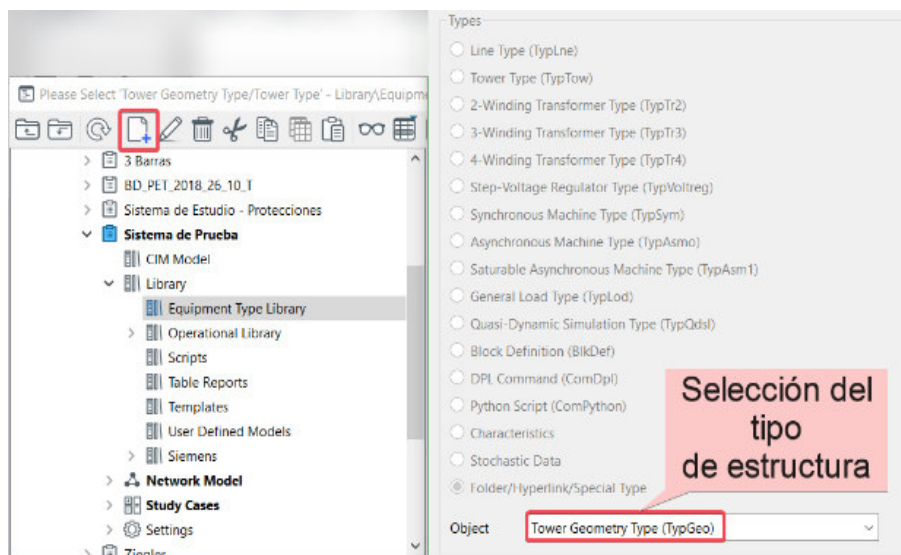 Please Select 'Tower Geometry Type/Tower Type' - Library\Equipme
3 Barras
BD_PET_2018_26_10_T
Sistema de Estudio - Protecciones
Sistema de Prueba
CIM Model
Library
Equipment Type Library
Operational Library
Scripts
Table Reports
Templates
User Defined Models
Siemens
Network Model
Study Cases
Settings
Ziegler
Types
Line Type (TypLne)
Tower Type (TypTow)
2-Winding Transformer Type (TypTr2)
3-Winding Transformer Type (TypTr3)
4-Winding Transformer Type (TypTr4)
Step-Voltage Regulator Type (TypVoltreg)
Synchronous Machine Type (TypSym)
Asynchronous Machine Type (TypAsmo)
Saturable Asynchronous Machine Type (TypAsm1)
General Load Type (TypLod)
Quasi-Dynamic Simulation Type (TypQdsl)
Block Definition (BlkDef)
DPL Command (ComDpl)
Python Script (ComPython)
Characteristics
Stochastic Data
Folder/Hyperlink/Special Type
Selección del
tipo
de estructura
Object Tower Geometry Type (TypGeo)